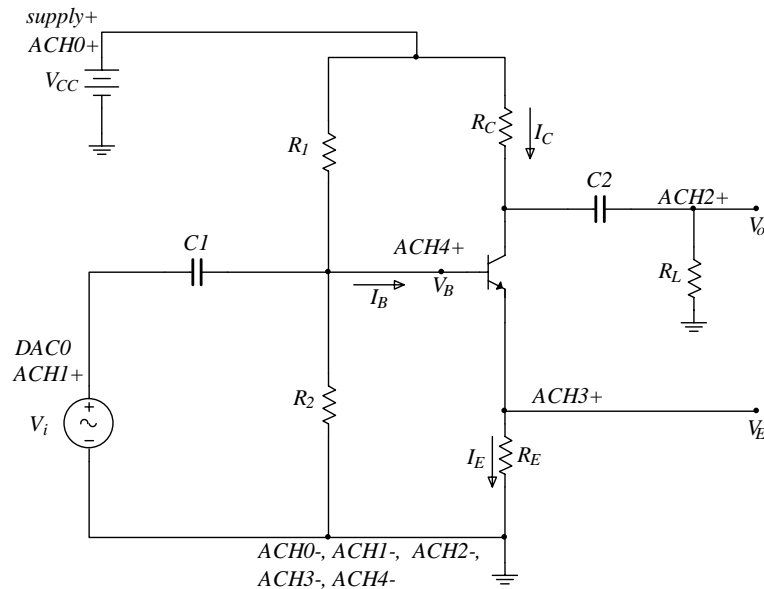 supply+
ACH0+
VCC
R1
RC
IC
C2
ACH2+
Vo
C1
ACH4+
IB
VB
RL
DAC0
ACH1+
+
Vi
-
R2
ACH3+
VE
IE
RE
ACH0-, ACH1-, ACH2-,
ACH3-, ACH4-